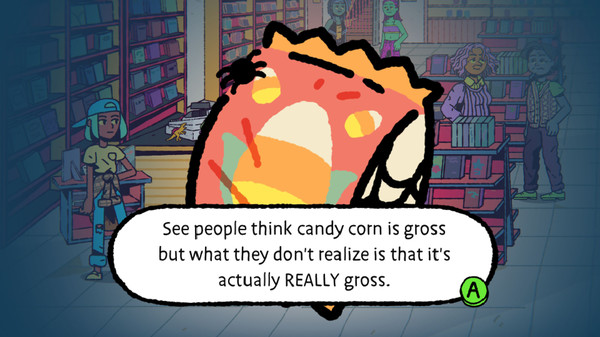 See people think candy corn is gross
but what they don't realize is that it's
actually REALLY gross.
A